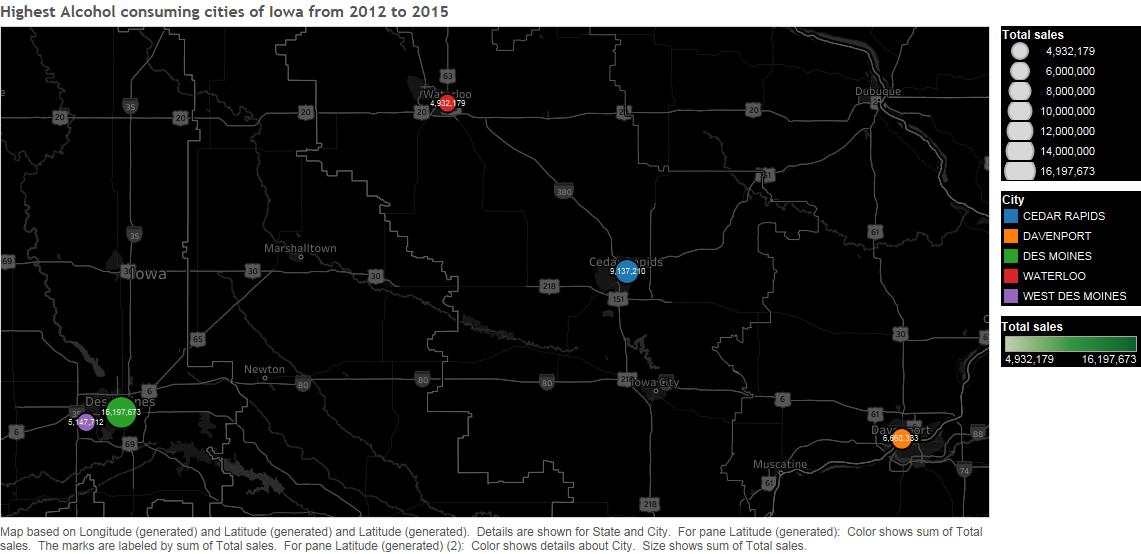 Highest Alcohol consuming cities of Iowa from 2012 to 2015
Total sales
4,932,179
6,000,000
8,000,000
10,000,000
12,000,000
14,000,000
16,197,673
City
CEDAR RAPIDS
DAVENPORT
DES MOINES
WATERLOO
WEST DES MOINES
Total sales
4,932,179 16,197,673
63
Waterloo
4,932,179
Dubuque
35
20
20
20
20
20
380
61
35
61
Marshalltown
69
Iowa
30
30
Cedar Rapids
9,137,210
218
151
30
65
Newton
80
80
80
218
Iowa City
6
6
Des Moines
16,197,673
5,147,712
6
69
61
Davenport
6,660,333
88
74
Muscatine
61
218
Map based on Longitude (generated) and Latitude (generated) and Latitude (generated). Details are shown for State and City. For pane Latitude (generated): Color shows sum of Total
sales. The marks are labeled by sum of Total sales. For pane Latitude (generated) (2): Color shows details about City. Size shows sum of Total sales.